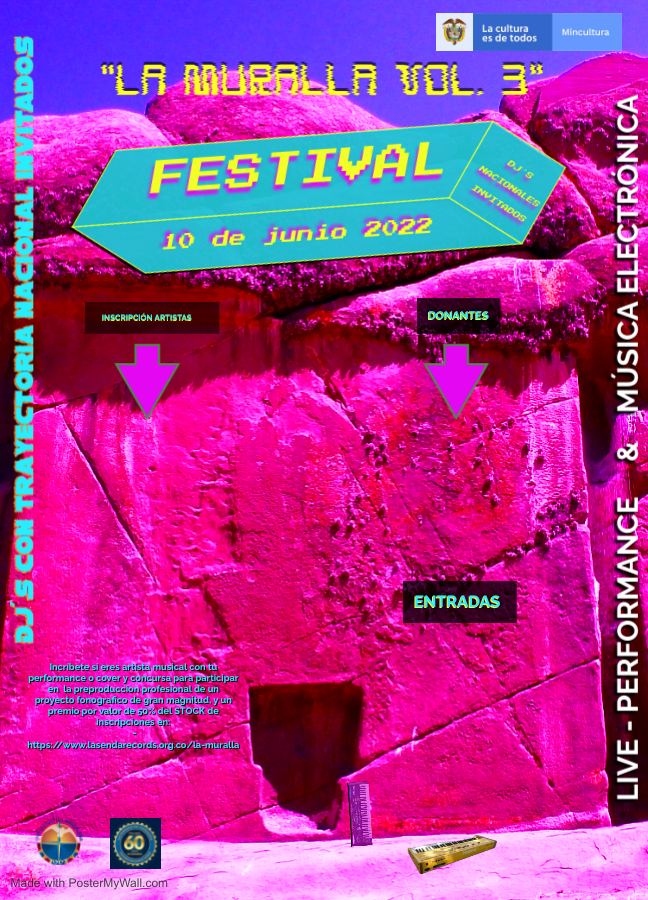 La cultura
es de todos
Mincultura
"LA MURALLA VOL. 3"
FESTIVAL
10 de junio 2022
DJ´S
NACIONALES
INVITADOS
DJ´S CON TRAYECTORIA NACIONAL INVITADOS
LIVE - PERFORMANCE & MÚSICA ELECTRÓNICA
INSCRIPCIÓN ARTISTAS
DONANTES
ENTRADAS
Incríbete si eres artista musical con tu
performance o cover y concursa para participar
en la preproducción profesional de un
proyecto fonográfico de gran magnitud, y un
premio por valor de 50% del STOCK de
inscripciones en:
-
https://www.lasendarecords.org.co/la-muralla
60
Made with PosterMyWall.com